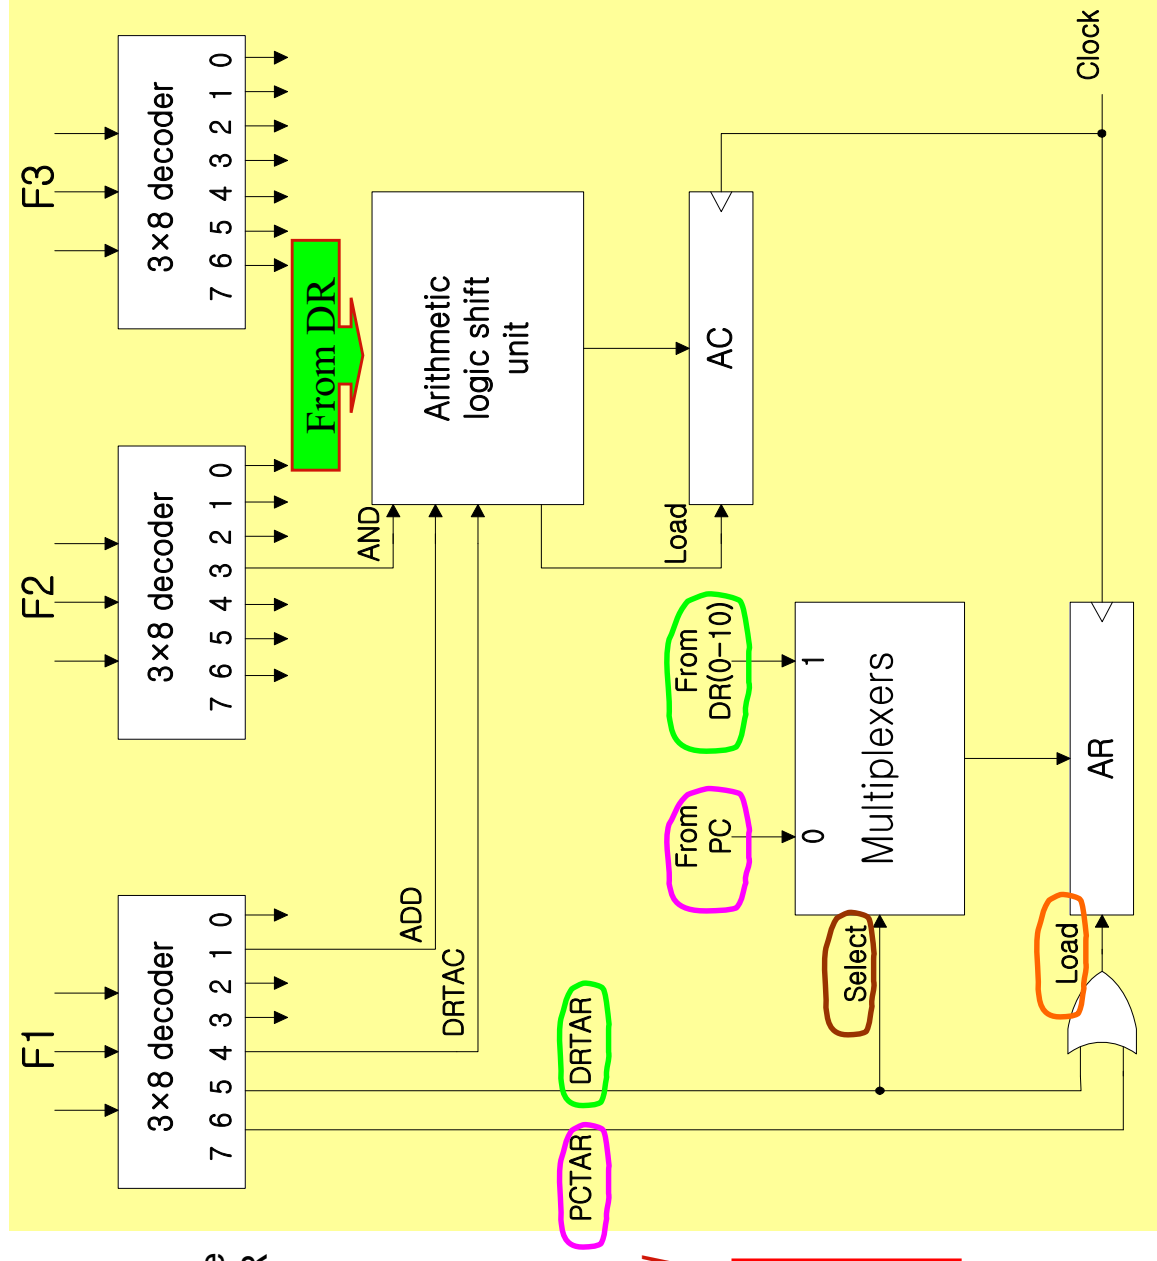 F1
3×8 decoder
7 6 5 4 3 2 1 0
F2
3×8 decoder
7 6 5 4 3 2 1 0
F3
3×8 decoder
7 6 5 4 3 2 1 0
From DR
AND
ADD
DRTAC
Arithmetic
logic shift
unit
PCTAR
DRTAR
Load
AC
From
PC
From
DR(0-10)
0
1
Select
Multiplexers
Load
AR
Clock